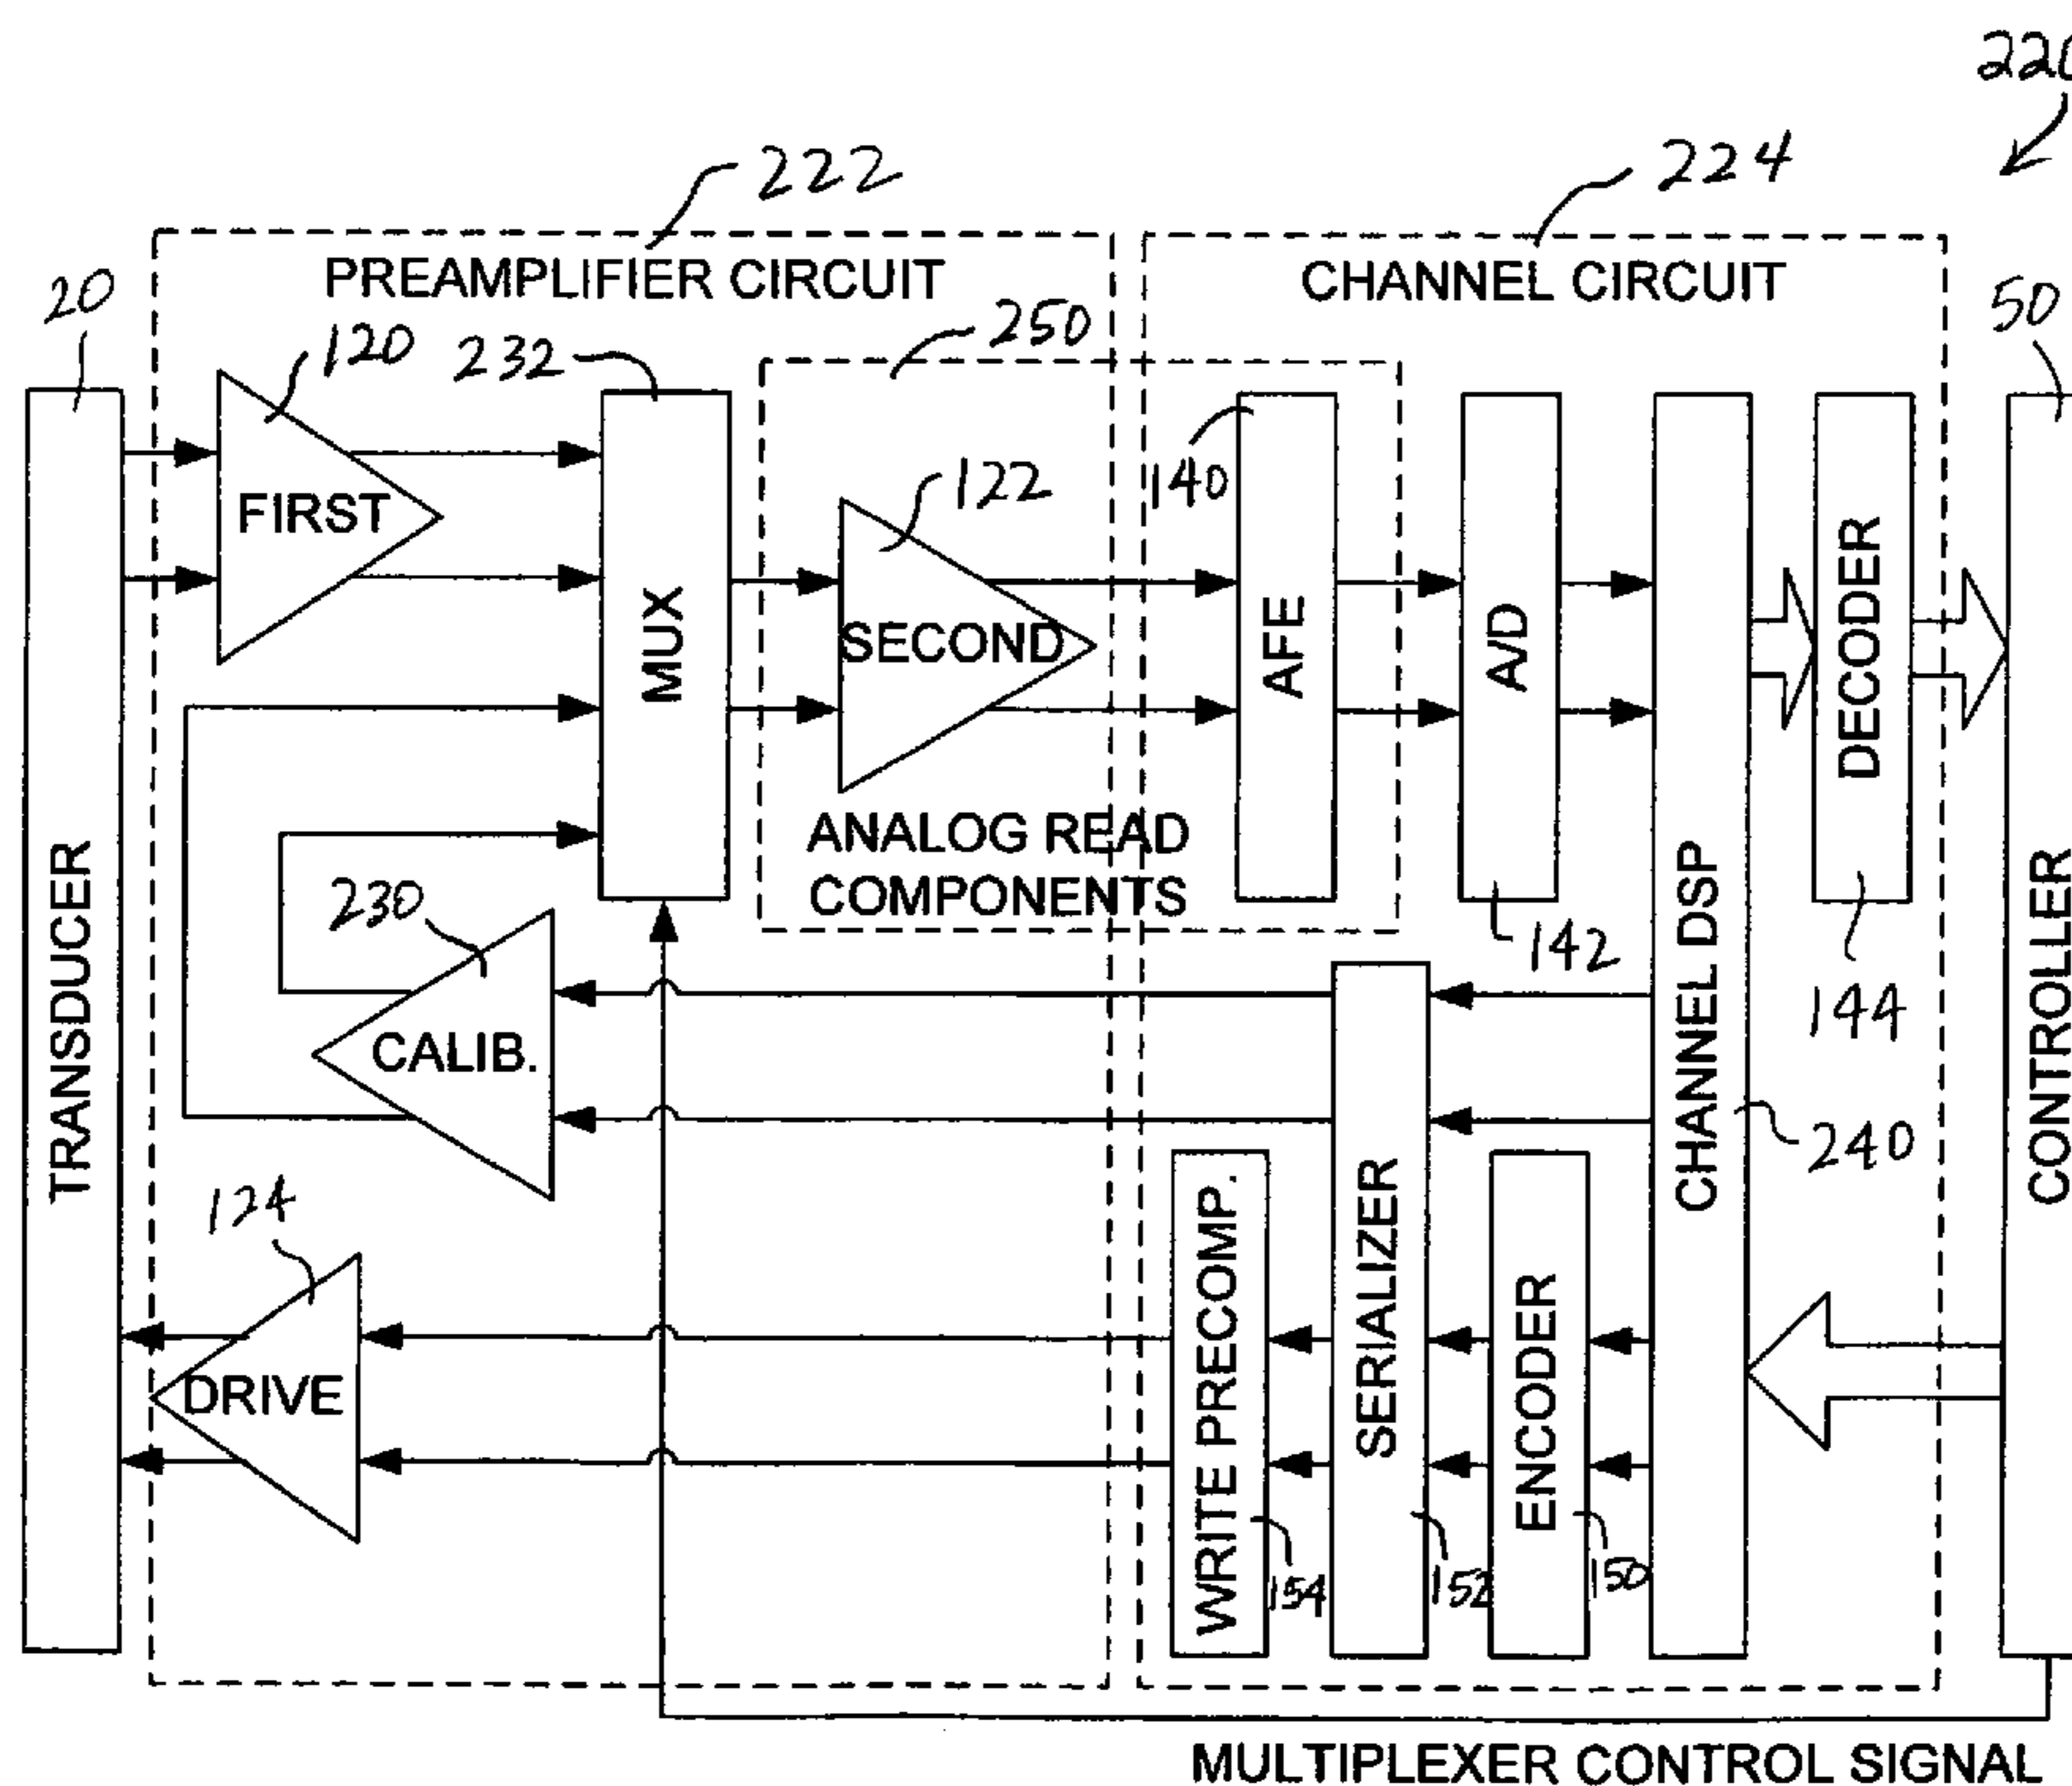 220
222
224
PREAMPLIFIER CIRCUIT
CHANNEL CIRCUIT
20
50
120
232
250
140
FIRST
122
MUX
SECOND
AFE
A/D
DECODER
ANALOG READ
COMPONENTS
TRANSDUCER
230
142
144
CALIB.
CHANNEL DSP
240
CONTROLLER
124
DRIVE
WRITE PRECOMP.
SERIALIZER
ENCODER
154
152
150
MULTIPLEXER CONTROL SIGNAL